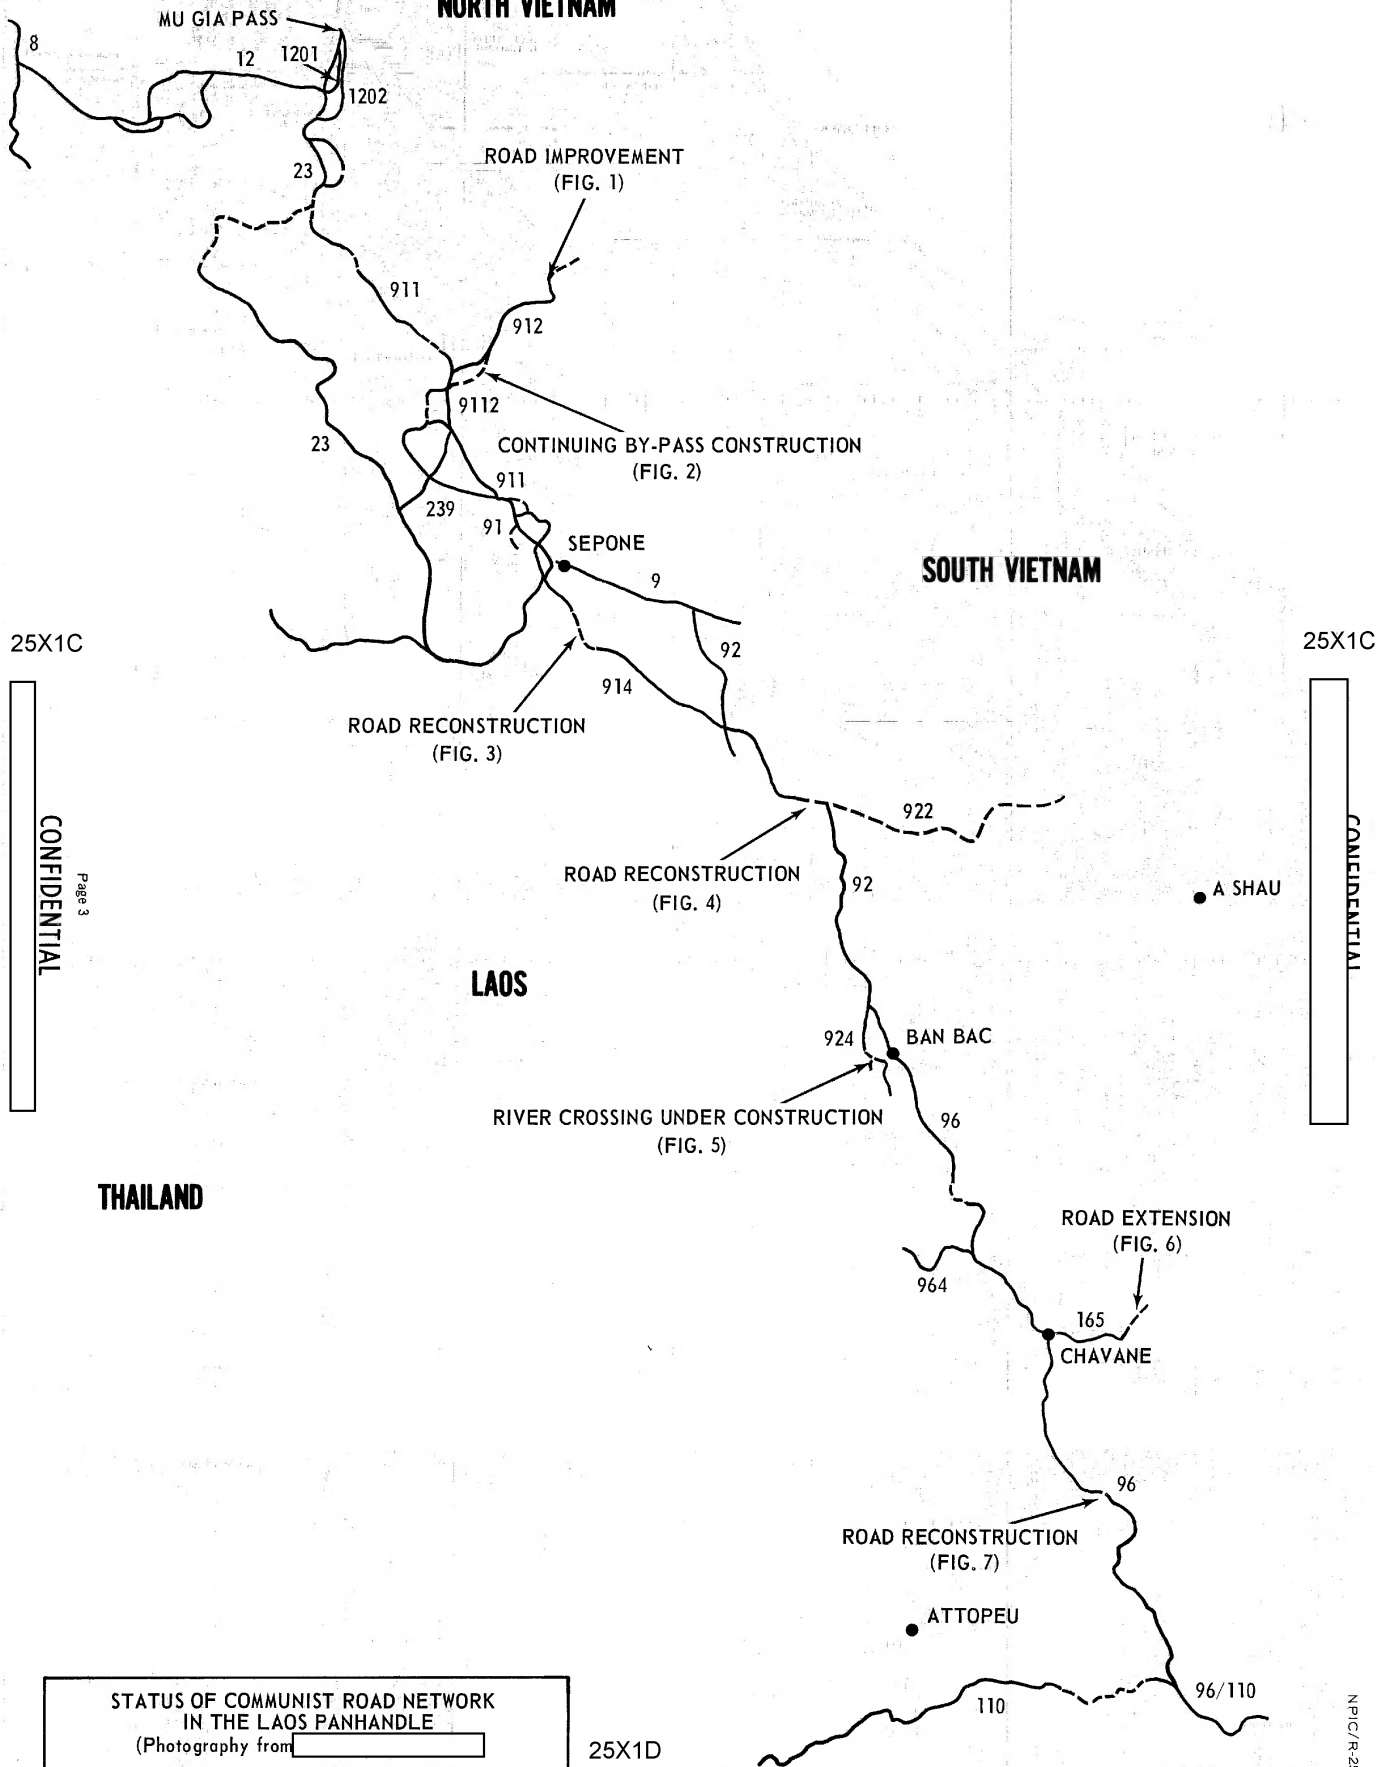 NORTH VIETNAM
MU GIA PASS
8
12
1201
1202
ROAD IMPROVEMENT
(FIG. 1)
23
911
912
9112
23
CONTINUING BY-PASS CONSTRUCTION
(FIG. 2)
911
239
91
SEPONE
9
SOUTH VIETNAM
25X1C
25X1C
92
914
ROAD RECONSTRUCTION
(FIG. 3)
922
CONFIDENTIAL
Page 3
CONFIDENTIAL
ROAD RECONSTRUCTION
(FIG. 4)
92
A SHAU
LAOS
924
BAN BAC
RIVER CROSSING UNDER CONSTRUCTION
(FIG. 5)
96
THAILAND
ROAD EXTENSION
(FIG. 6)
964
165
CHAVANE
96
ROAD RECONSTRUCTION
(FIG. 7)
ATTOPEU
110
96/110
STATUS OF COMMUNIST ROAD NETWORK
IN THE LAOS PANHANDLE
(Photography from
25X1D
NPIC/R-2